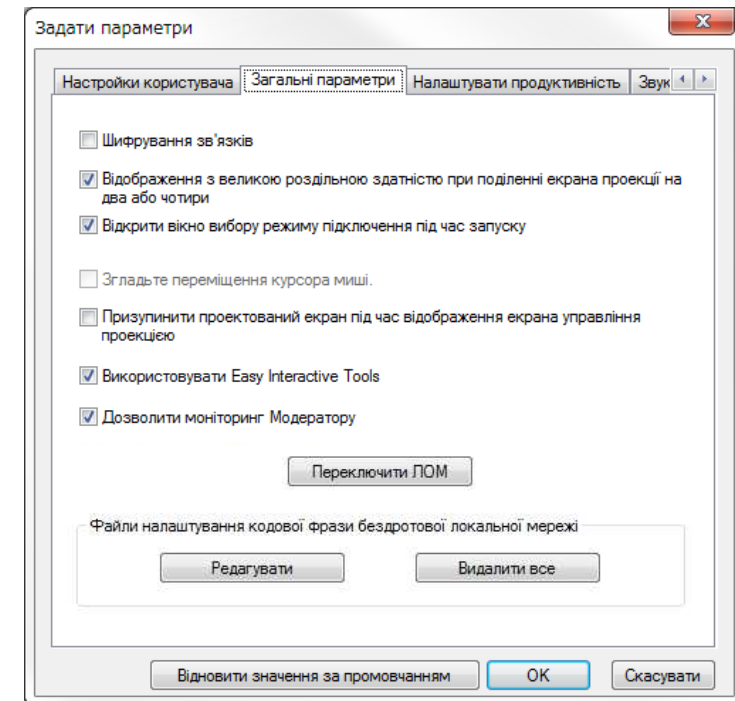 Задати параметри
Настройки користувача Загальні параметри Налаштувати продуктивність Звук
Шифрування зв'язків
Відображення з великою роздільною здатністю при поділенні екрана проекції на
два або чотири
Відкрити вікно вибору режиму підключення під час запуску
Згладьте переміщення курсора миші.
Призупинити проектований екран під час відображення екрана управління
проекцією
Використовувати Easy Interactive Tools
Дозволити моніторинг Модератору
Переключити ЛОМ
Файли налаштування кодової фрази бездротової локальної мережі
Редагувати Видалити все
Відновити значення за промовчанням OK Скасувати